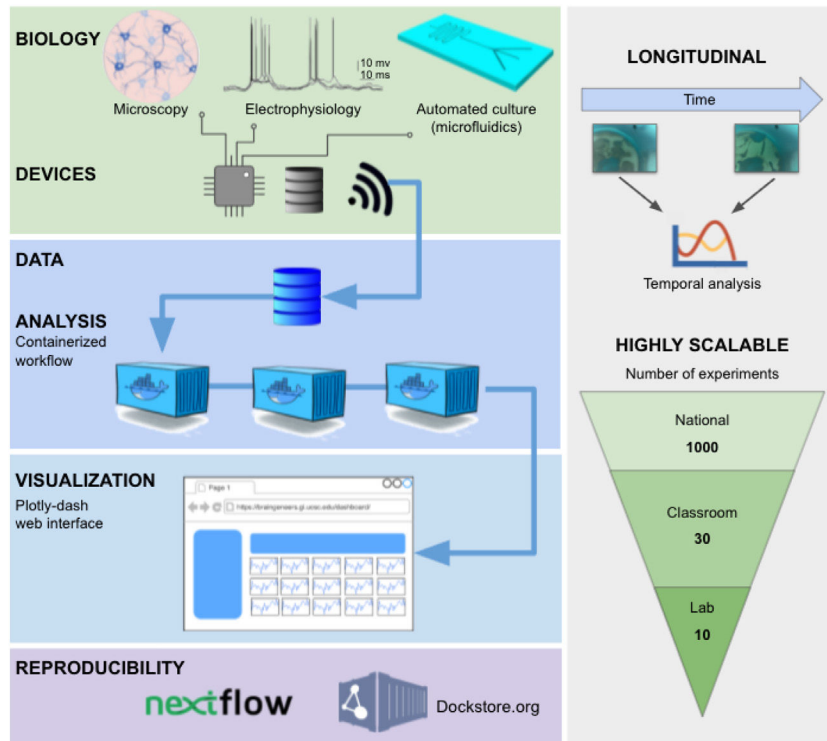 BIOLOGY
10 mv
10 ms
Microscopy
Electrophysiology
Automated culture
(microfluidics)
DEVICES
DATA
ANALYSIS
Containerized
workflow
VISUALIZATION
Plotly-dash
web interface
Page 1
https://braingeneers.gi.ucsc.edu/dashboard/
REPRODUCIBILITY
nextflow
Dockstore.org
LONGITUDINAL
Time
Temporal analysis
HIGHLY SCALABLE
Number of experiments
National
1000
Classroom
30
Lab
10